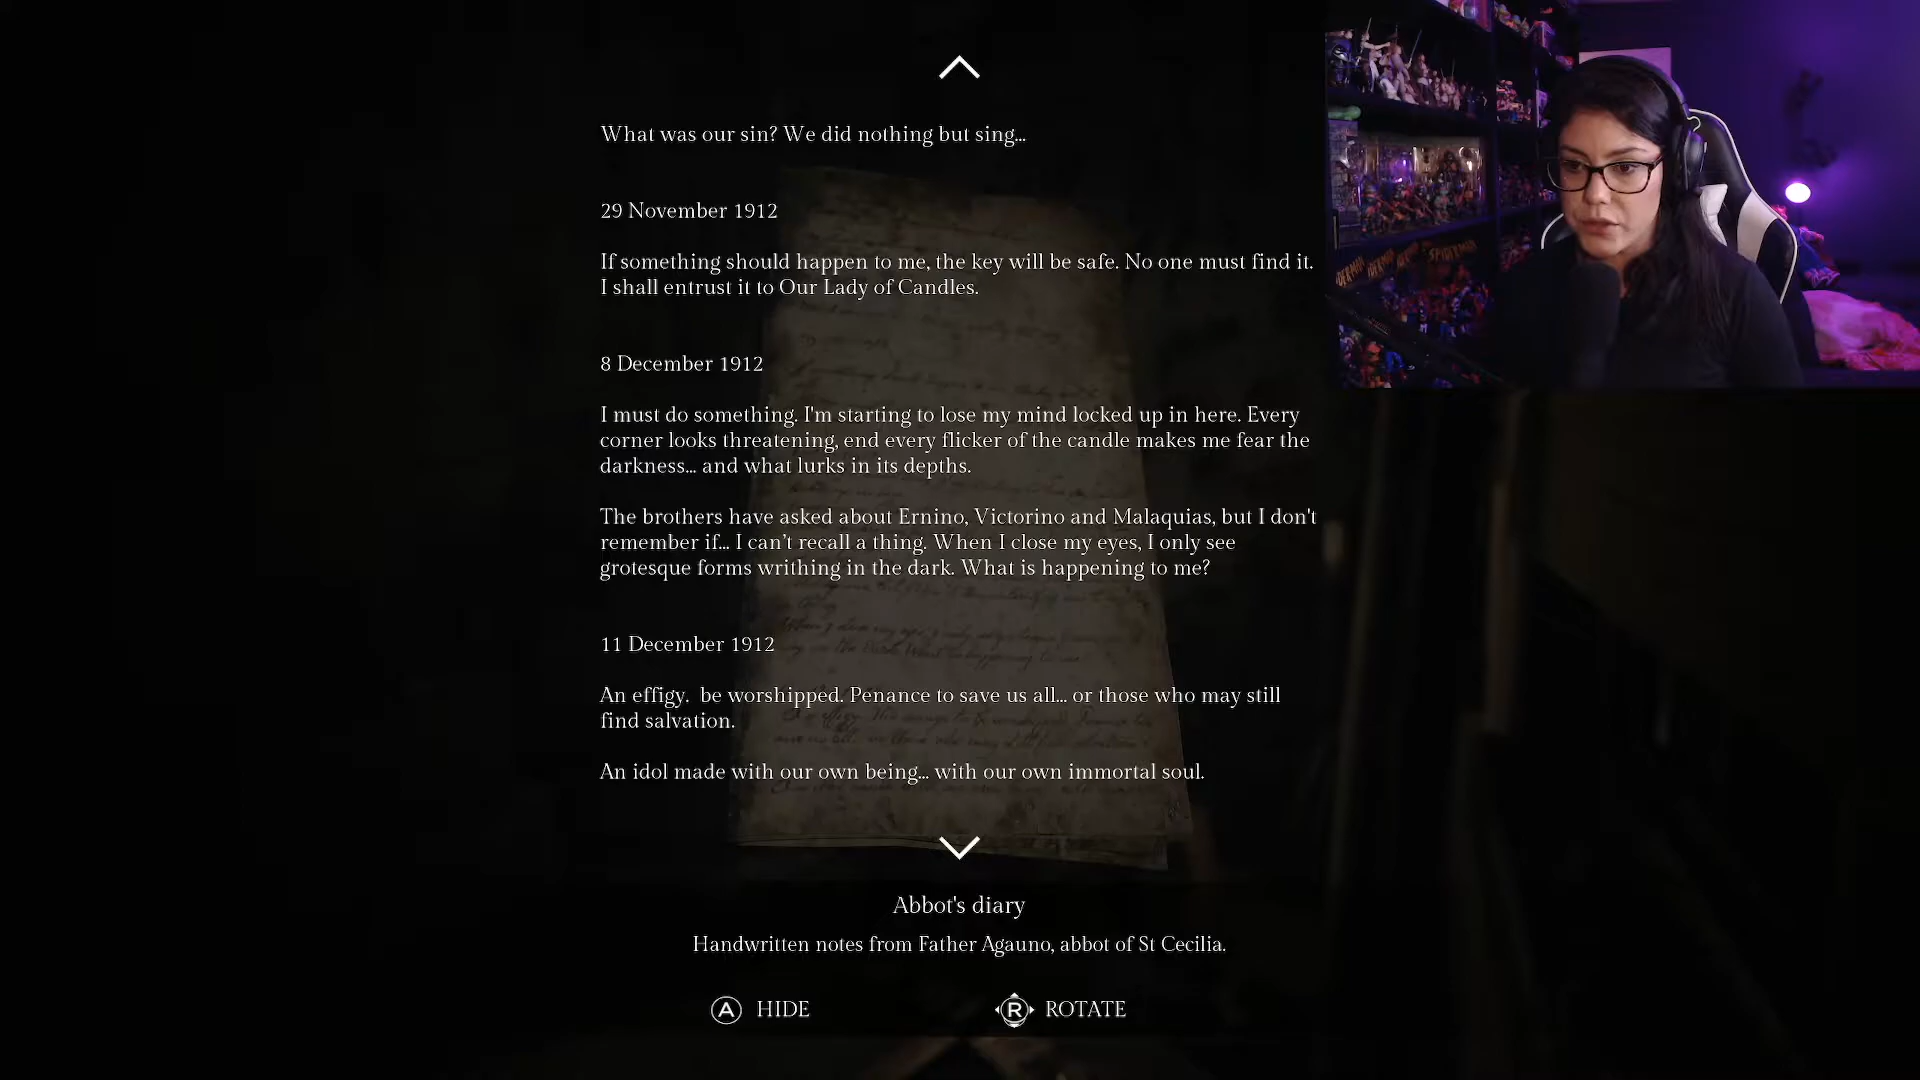 What was our sin? We did nothing but sing...
29 November 1912
If something should happen to me, the key will be safe. No one must find it.
I shall entrust it to Our Lady of Candles.
8 December 1912
I must do something. I'm starting to lose my mind locked up in here. Every
corner looks threatening, end every flicker of the candle makes me fear the
darkness... and what lurks in its depths.
The brothers have asked about Ernino, Victorino and Malaquias, but I don't
remember if... I can't recall a thing. When I close my eyes, I only see
grotesque forms writhing in the dark. What is happening to me?
11 December 1912
An effigy.  be worshipped. Penance to save us all... or those who may still
find salvation.
An idol made with our own being... with our own immortal soul.
Abbot's diary
Handwritten notes from Father Agauno, abbot of St Cecilia.
A HIDE
R ROTATE
SPIDERMAN